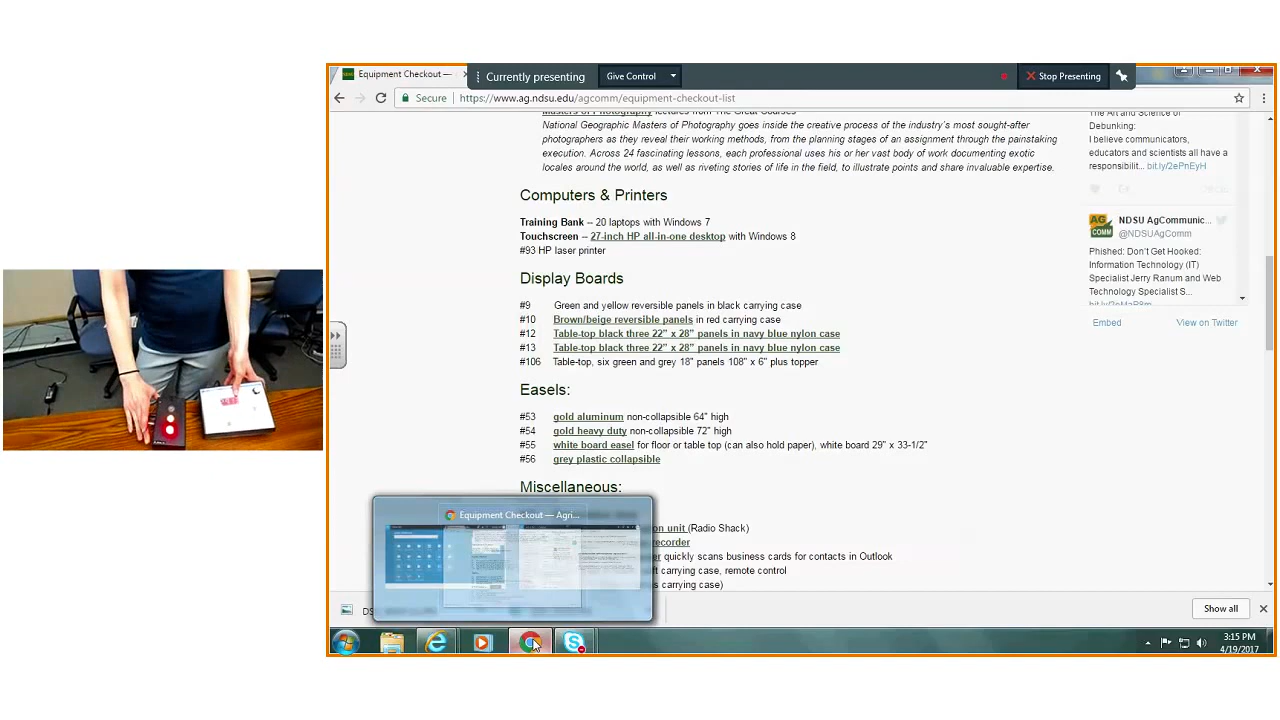 Equipment Checkout —
Currently presenting
Give Control
Stop Presenting
Secure
https://www.ag.ndsu.edu/agcomm/equipment-checkout-list
Masters of Photography lectures from The Great Courses
National Geographic Masters of Photography goes inside the creative process of the industry's most sought-after
photographers as they reveal their working methods, from the planning stages of an assignment through the painstaking
execution. Across 24 fascinating lessons, each professional uses his or her vast body of work documenting exotic
locales around the world, as well as riveting stories of life in the field, to illustrate points and share invaluable expertise.
Computers & Printers
Training Bank -- 20 laptops with Windows 7
Touchscreen -- 27-inch HP all-in-one desktop with Windows 8
#93 HP laser printer
Display Boards
#9 Green and yellow reversible panels in black carrying case
#10 Brown/beige reversible panels in red carrying case
#12 Table-top black three 22" x 28" panels in navy blue nylon case
#13 Table-top black three 22" x 28" panels in navy blue nylon case
#106 Table-top, six green and grey 18" panels 108" x 6" plus topper
Easels:
#53 gold aluminum non-collapsible 64" high
#54 gold heavy duty non-collapsible 72" high
#55 white board easel for floor or table top (can also hold paper), white board 29" x 33-1/2"
#56 grey plastic collapsible
Miscellaneous:
on unit (Radio Shack)
recorder
quickly scans business cards for contacts in Outlook
carrying case, remote control
carrying case)
The Art and Science of
Debunking:
I believe communicators,
educators and scientists all have a
responsibilit... bit.ly/2ePnEyH
AG
COMM
NDSU AgCommunic...
@NDSUAgComm
Phished: Don't Get Hooked:
Information Technology (IT)
Specialist Jerry Ranum and Web
Technology Specialist S...
Embed
View on Twitter
Equipment Checkout — Agri...
Show all
3:15 PM
4/19/2017